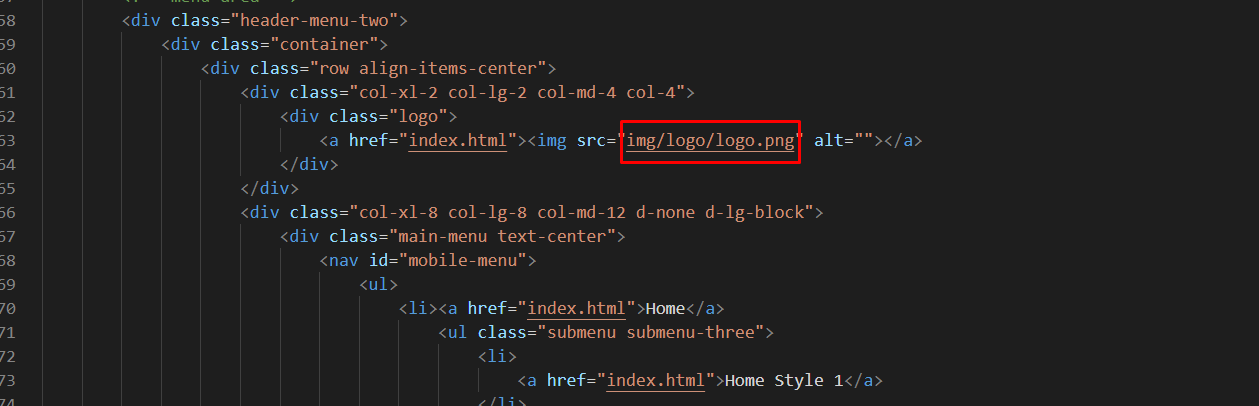 58 <div class="header-menu-two">
59 <div class="container">
60 <div class="row align-items-center">
61 <div class="col-xl-2 col-lg-2 col-md-4 col-4">
62 <div class="logo">
63 <a href="index.html"><img src="img/logo/logo.png" alt=""></a>
64 </div>
65 </div>
66 <div class="col-xl-8 col-lg-8 col-md-12 d-none d-lg-block">
67 <div class="main-menu text-center">
68 <nav id="mobile-menu">
69 <ul>
70 <li><a href="index.html">Home</a>
71 <ul class="submenu submenu-three">
72 <li>
73 <a href="index.html">Home Style 1</a>
74 </li>